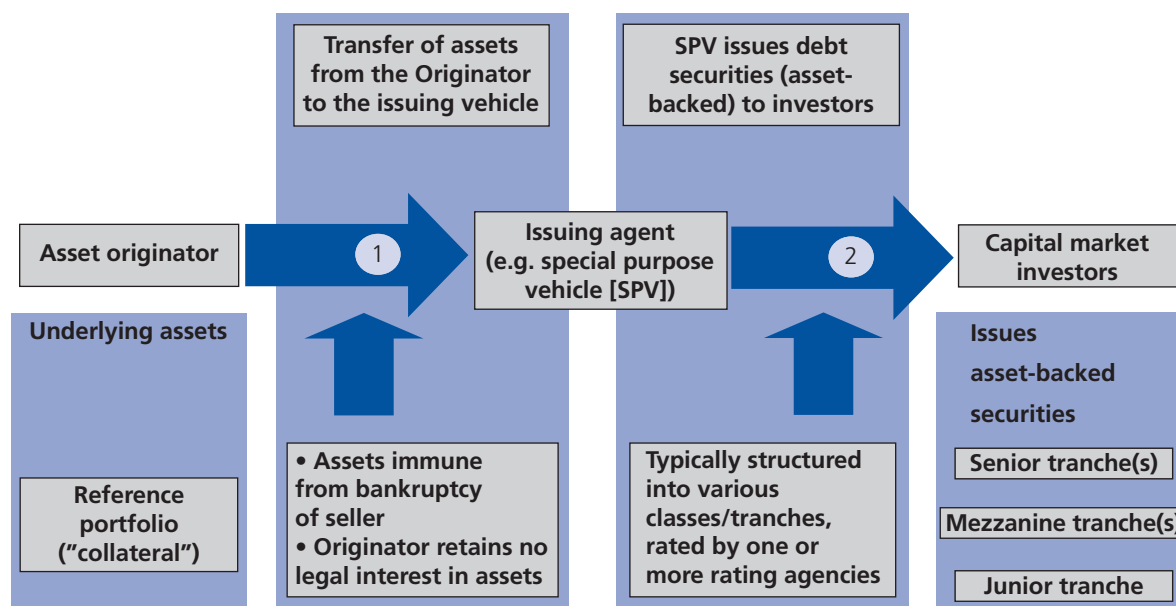 Transfer of assets
from the Originator
to the issuing vehicle
SPV issues debt
securities (asset-
backed) to investors
Asset originator
1
Issuing agent
(e.g. special purpose
vehicle [SPV])
2
Capital market
investors
Underlying assets
Reference
portfolio
("collateral")
• Assets immune
from bankruptcy
of seller
• Originator retains no
legal interest in assets
Typically structured
into various
classes/tranches,
rated by one or
more rating agencies
Issues
asset-backed
securities
Senior tranche(s)
Mezzanine tranche(s)
Junior tranche